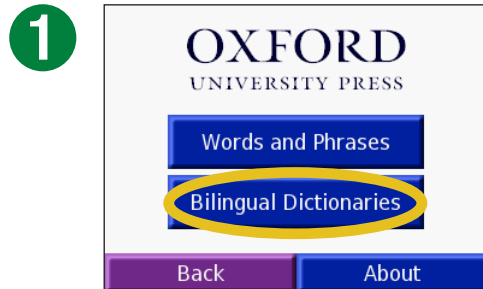 1
OXFORD
UNIVERSITY PRESS
Words and Phrases
Bilingual Dictionaries
Back About